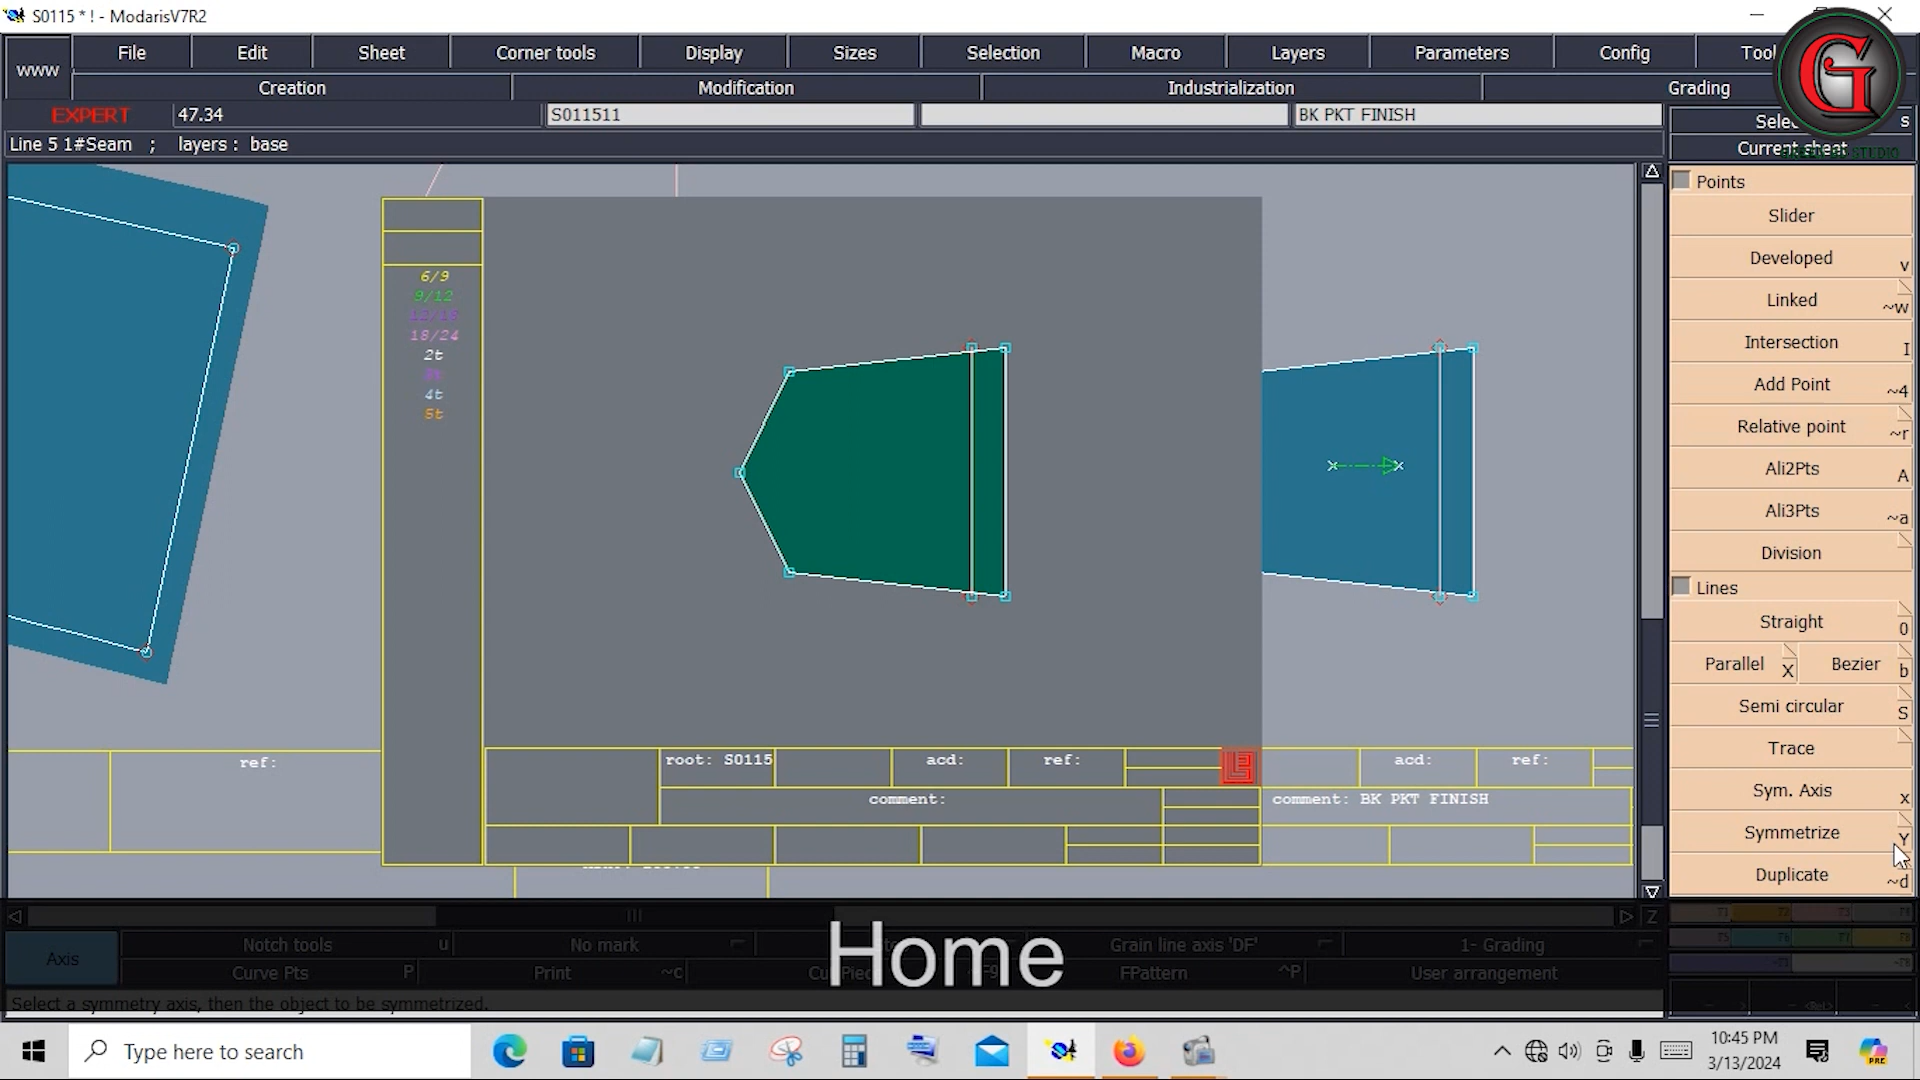 S0115 * ! - ModarisV7R2
www
File
Edit
Sheet
Corner tools
Display
Sizes
Selection
Macro
Layers
Parameters
Config
Creation
Modification
Industrialization
Grading
EXPERT
47.34
S011511
BK PKT FINISH
s
Line 5 1#Seam ; layers : base
Current sheet
Points
Slider
Developed v
Linked ~w
Intersection I
Add Point ~4
Relative point ~r
Ali2Pts A
Ali3Pts ~a
Division
Lines
Straight 0
Parallel X
Bezier b
Semi circular S
Trace
Sym. Axis x
Symmetrize Y
Duplicate ~d
6/9
9/12
12/18
18/24
2t
3t
4t
5t
ref:
root: S0115
acd:
ref:
comment:
acd:
ref:
comment: BK PKT FINISH
Z
Axis
Notch tools u
No mark
Grain line axis 'DF'
1- Grading
Curve Pts P
Print ~c
FPattern ^P
User arrangement
Home
Select a symmetry axis, then the object to be symmetrized.
G
Type here to search
10:45 PM
3/13/2024
PRE